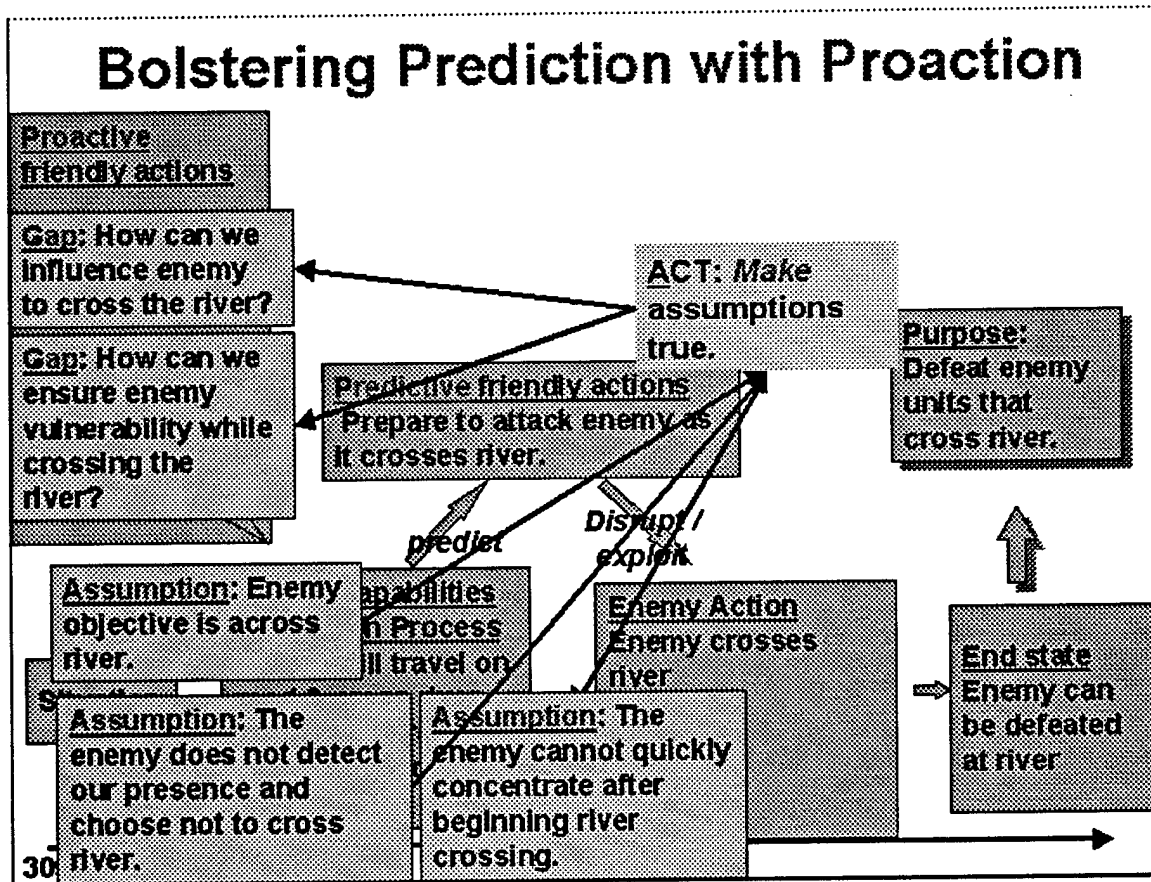 Bolstering Prediction with Proaction
Proactive
friendly actions
Gap: How can we
influence enemy
to cross the river?
Gap: How can we
ensure enemy
vulnerability while
crossing the
river?
ACT: Make
assumptions
true.
Purpose:
Defeat enemy
units that
cross river.
Predictive friendly actions
Prepare to attack enemy as
it crosses river.
predict
Disrupt /
exploit
Assumption: Enemy
objective is across
river.
apabilities
n Process
ill travel on
Enemy Action
Enemy crosses
river
End state
Enemy can
be defeated
at river
Assumption: The
enemy does not detect
our presence and
choose not to cross
river.
Assumption: The
enemy cannot quickly
concentrate after
beginning river
crossing.
30